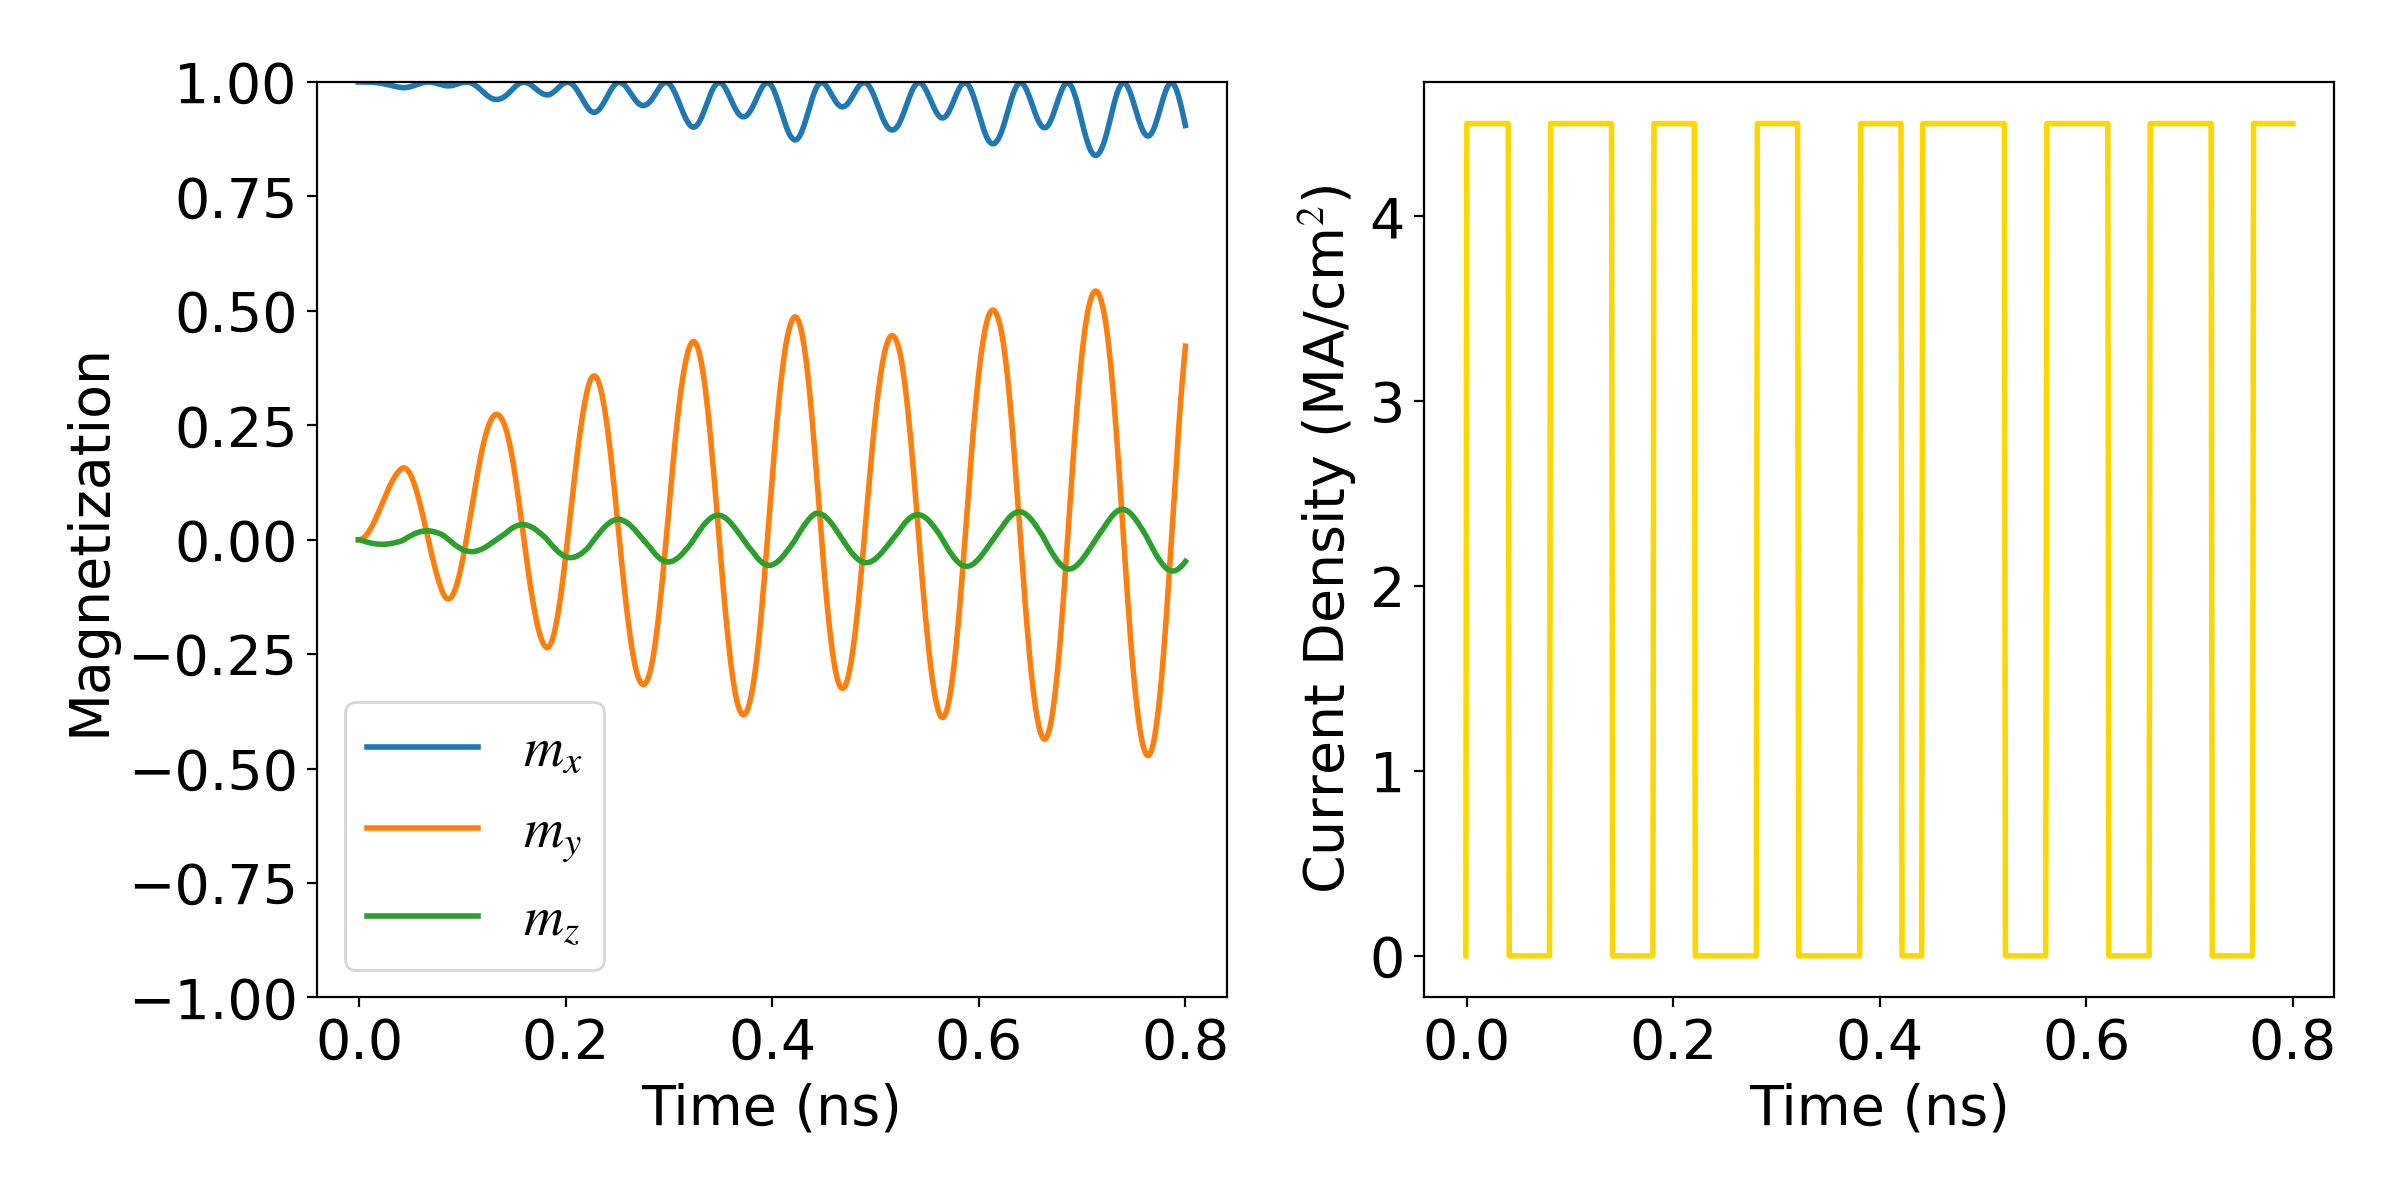 Magnetization
1.00
0.75
0.50
0.25
0.00
−0.25
−0.50
−0.75
−1.00
m_x
m_y
m_z
0.0 0.2 0.4 0.6 0.8
Time (ns)
Current Density (MA/cm²)
4
3
2
1
0
0.0 0.2 0.4 0.6 0.8
Time (ns)